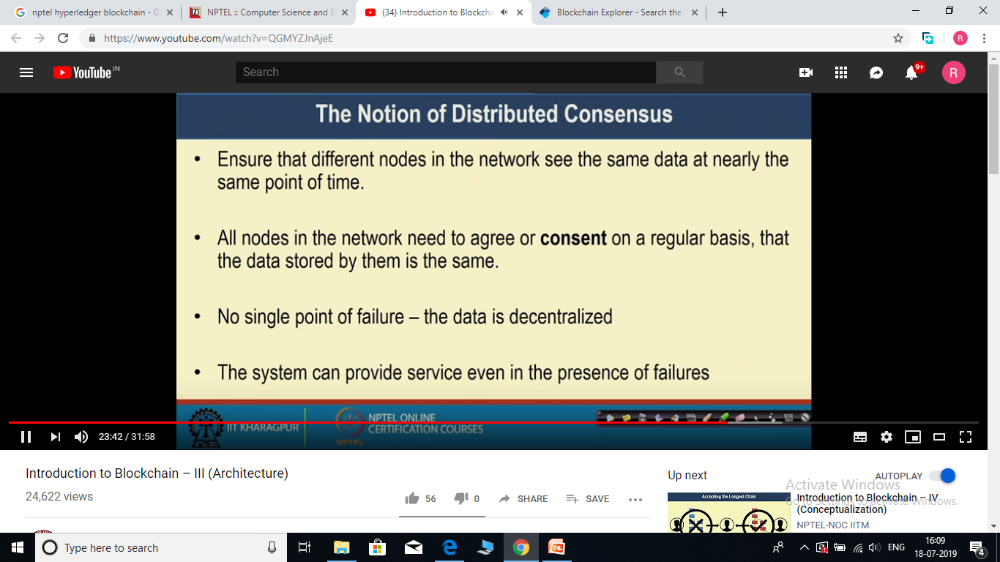 nptel hyperledger blockchain - G
NPTEL :: Computer Science and E
(34) Introduction to Blockcha
Blockchain Explorer - Search the
https://www.youtube.com/watch?v=QGMYZJnAjeE
R
YouTube IN
Search
9+
R
The Notion of Distributed Consensus
• Ensure that different nodes in the network see the same data at nearly the
same point of time.
• All nodes in the network need to agree or consent on a regular basis, that
the data stored by them is the same.
• No single point of failure – the data is decentralized
• The system can provide service even in the presence of failures
IIT KHARAGPUR
NPTEL ONLINE
CERTIFICATION COURSES
NPTEL
23:42 / 31:58
Introduction to Blockchain – III (Architecture)
24,622 views
56
0
SHARE
SAVE
Up next
AUTOPLAY
Activate Windows
Go to Settings to activate Windows.
Accepting the Longest Chain
Introduction to Blockchain – IV
(Conceptualization)
NPTEL-NOC IITM
Type here to search
ENG
16:09
18-07-2019
4